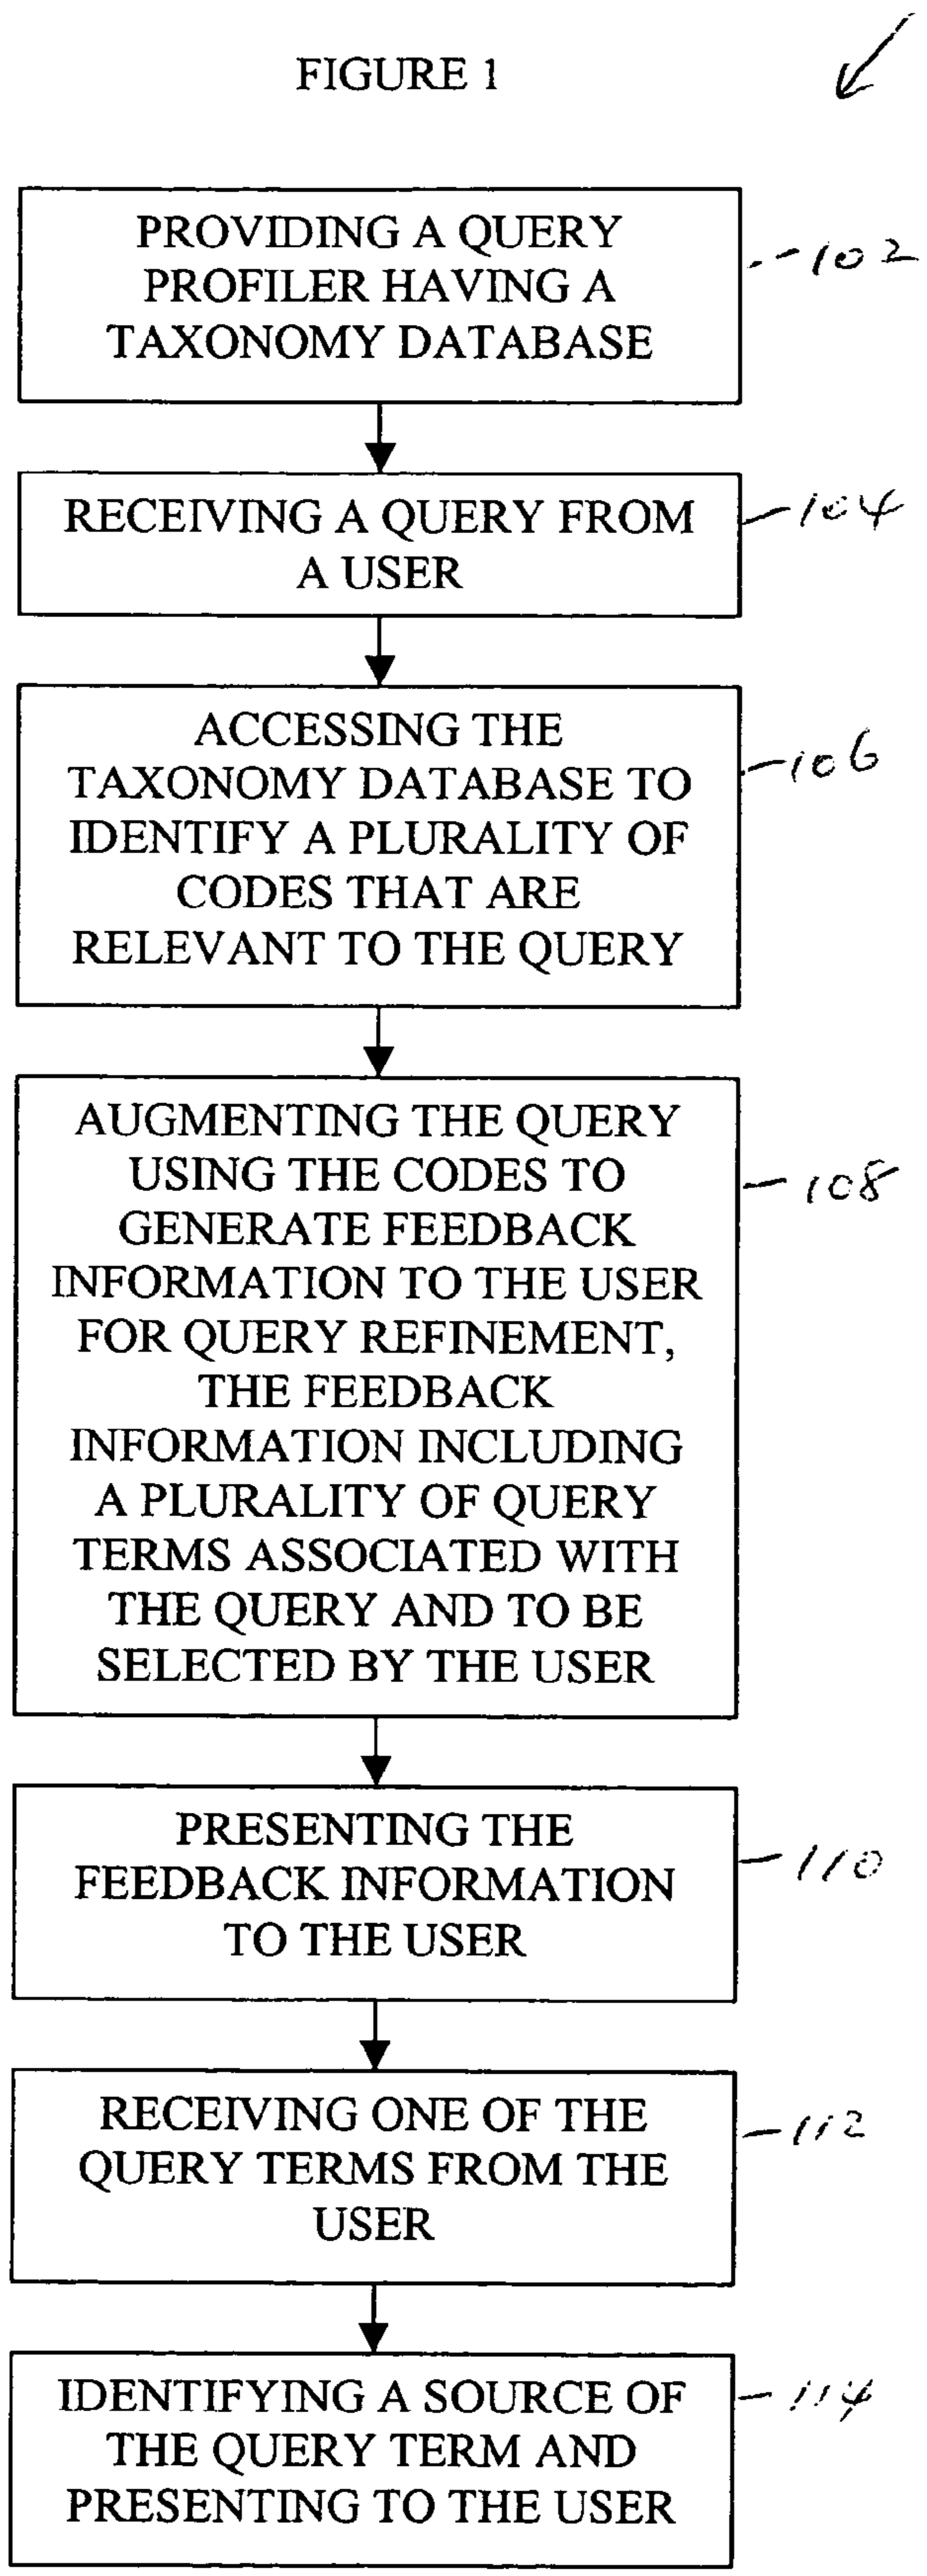 FIGURE 1
PROVIDING A QUERY
PROFILER HAVING A
TAXONOMY DATABASE
102
RECEIVING A QUERY FROM
A USER
104
ACCESSING THE
TAXONOMY DATABASE TO
IDENTIFY A PLURALITY OF
CODES THAT ARE
RELEVANT TO THE QUERY
106
AUGMENTING THE QUERY
USING THE CODES TO
GENERATE FEEDBACK
INFORMATION TO THE USER
FOR QUERY REFINEMENT,
THE FEEDBACK
INFORMATION INCLUDING
A PLURALITY OF QUERY
TERMS ASSOCIATED WITH
THE QUERY AND TO BE
SELECTED BY THE USER
108
PRESENTING THE
FEEDBACK INFORMATION
TO THE USER
110
RECEIVING ONE OF THE
QUERY TERMS FROM THE
USER
112
IDENTIFYING A SOURCE OF
THE QUERY TERM AND
PRESENTING TO THE USER
114